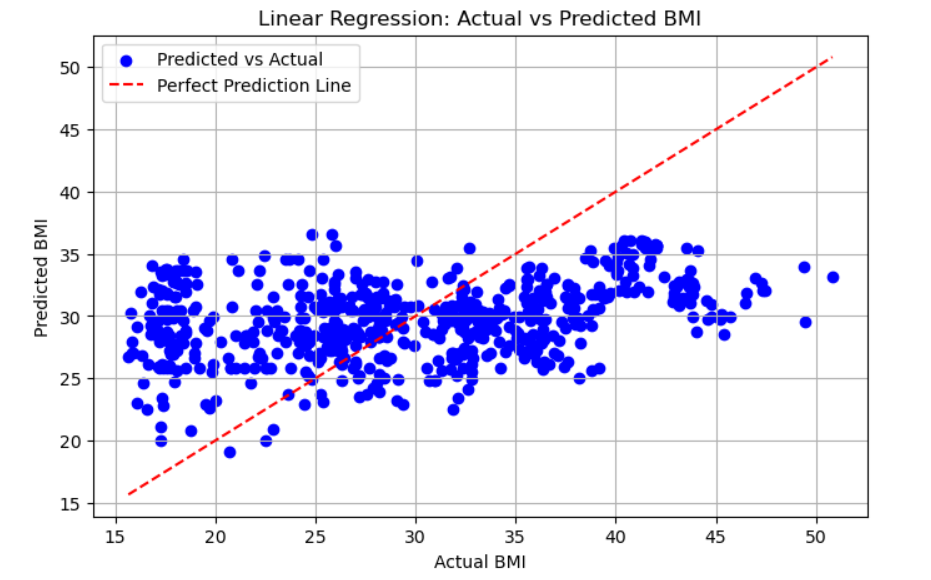 Linear Regression: Actual vs Predicted BMI
Predicted vs Actual
Perfect Prediction Line
Predicted BMI
50
45
40
35
30
25
20
15
15 20 25 30 35 40 45 50
Actual BMI